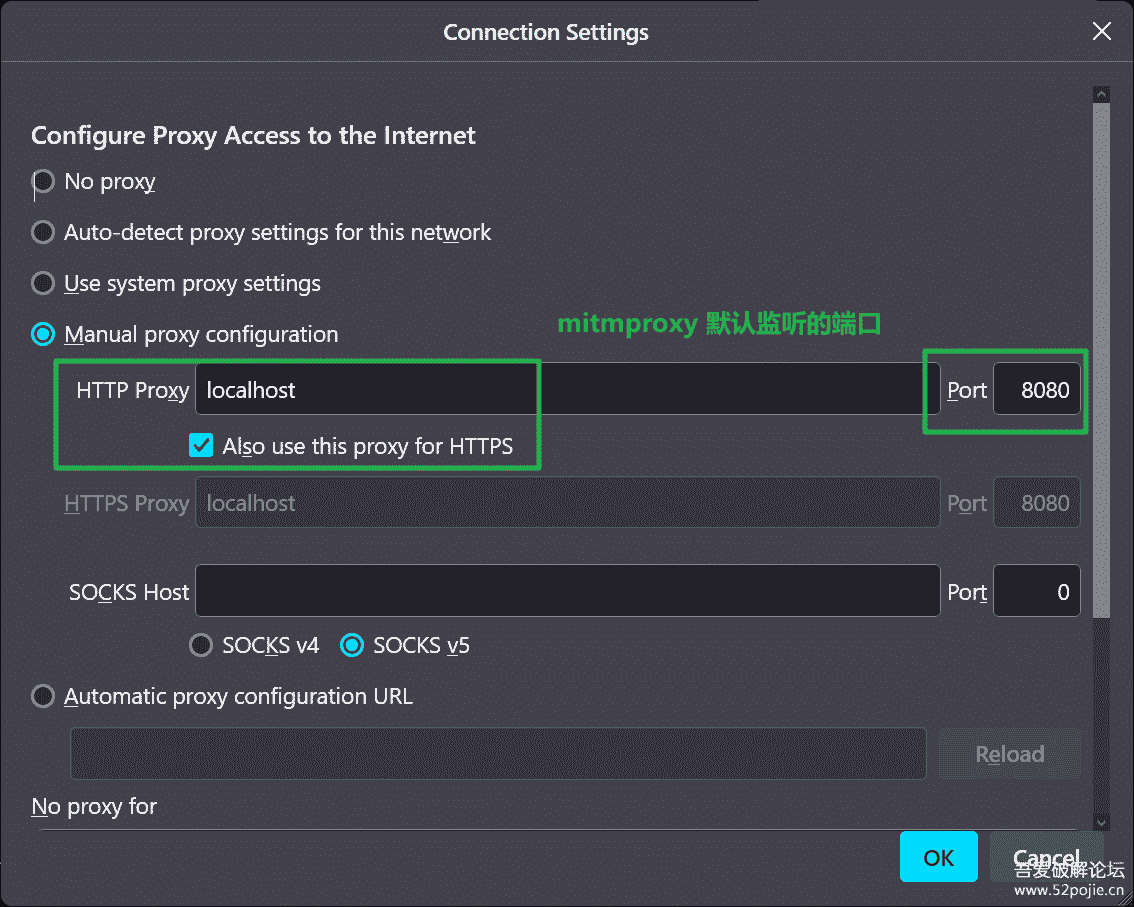 Connection Settings
Configure Proxy Access to the Internet
No proxy
Auto-detect proxy settings for this network
Use system proxy settings
Manual proxy configuration
mitmproxy 默认监听的端口
HTTP Proxy localhost Port 8080
Also use this proxy for HTTPS
HTTPS Proxy localhost Port 8080
SOCKS Host Port 0
SOCKS v4 SOCKS v5
Automatic proxy configuration URL
Reload
No proxy for
OK Cancel
吾爱破解论坛
www.52pojie.cn